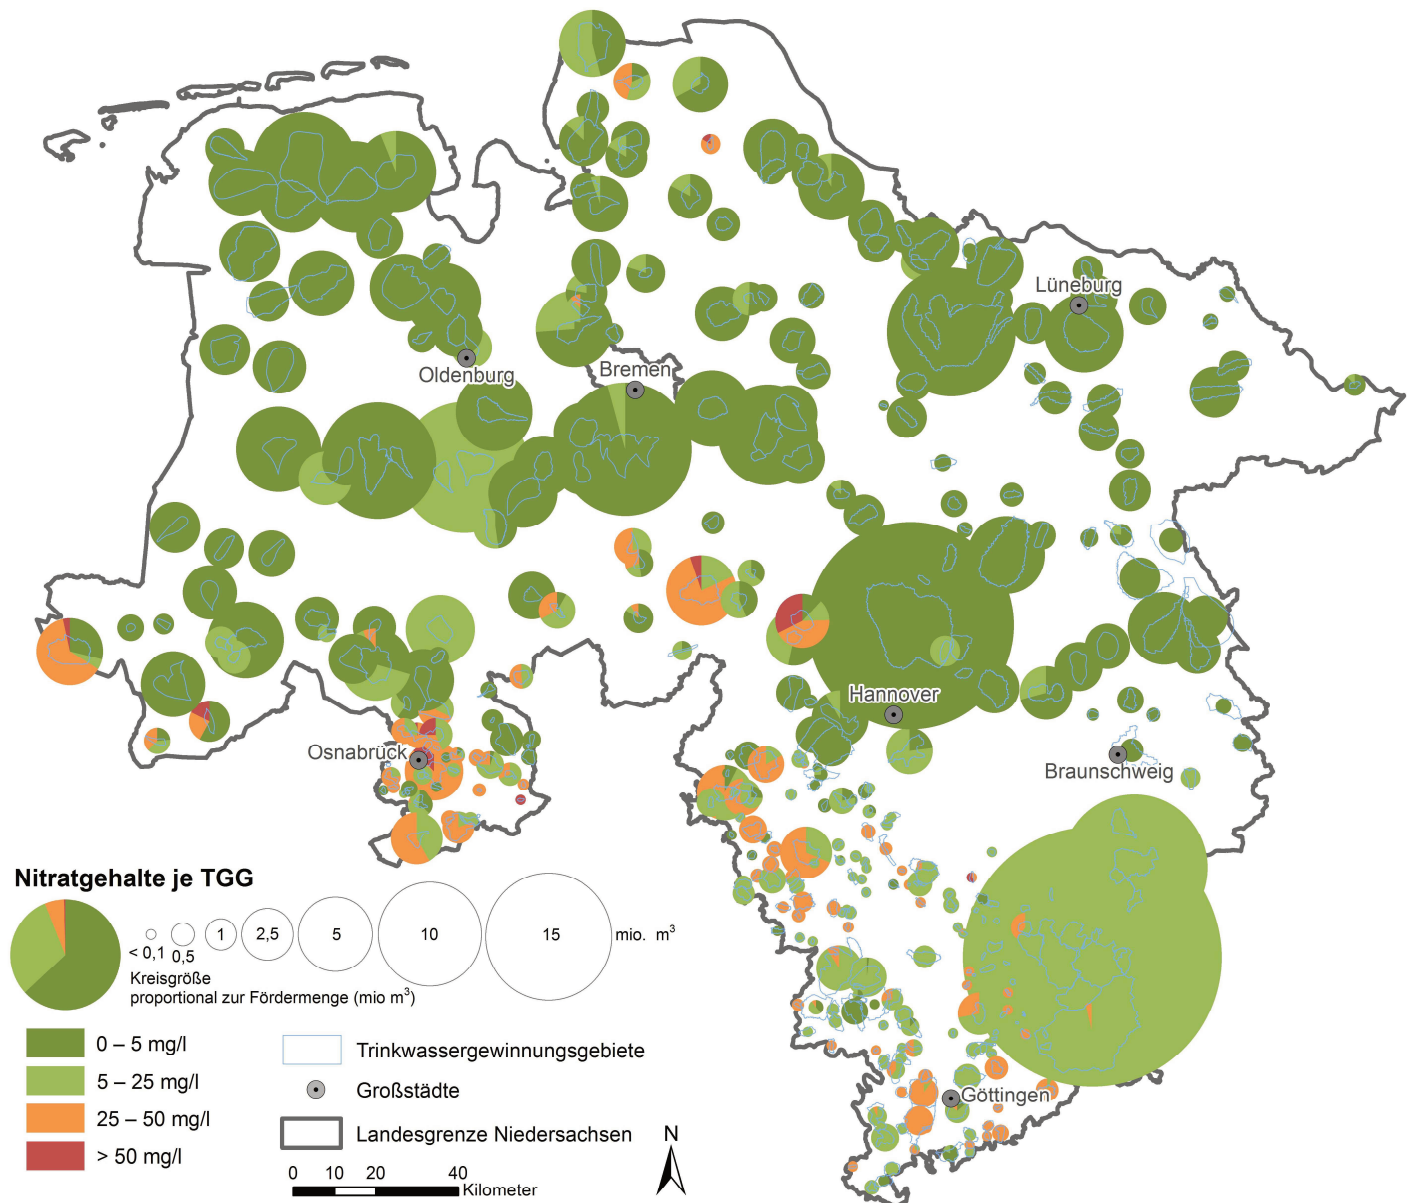 Lüneburg
Oldenburg
Bremen
Hannover
Osnabrück
Braunschweig
Göttingen
Nitratgehalte je TGG
< 0,1
0,5
1
2,5
5
10
15
mio. m³
Kreisgröße
proportional zur Fördermenge (mio m³)
0 – 5 mg/l
5 – 25 mg/l
25 – 50 mg/l
> 50 mg/l
Trinkwassergewinnungsgebiete
Großstädte
Landesgrenze Niedersachsen
N
0 10 20 40
Kilometer